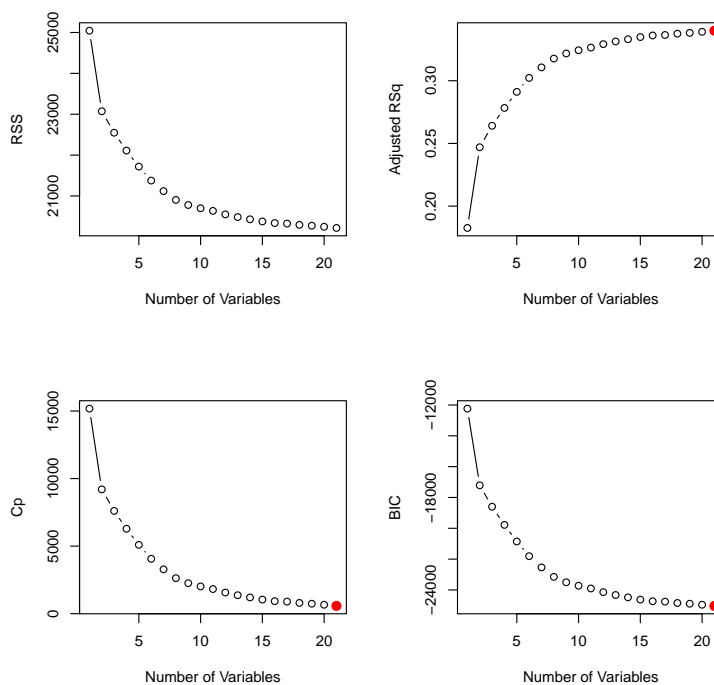 RSS
21000 23000 25000
5 10 15 20
Number of Variables
Adjusted RSq
0.20 0.25 0.30
5 10 15 20
Number of Variables
Cp
0 5000 10000 15000
5 10 15 20
Number of Variables
BIC
−24000 −18000 −12000
5 10 15 20
Number of Variables